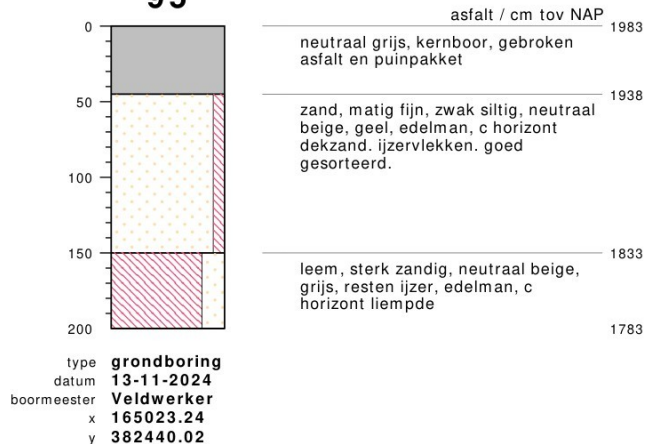 asfalt / cm tov NAP
0
1983
neutraal grijs, kernboor, gebroken
asfalt en puinpakket
50
1938
zand, matig fijn, zwak siltig, neutraal
beige, geel, edelman, c horizont
dekzand. ijzervlekken. goed
gesorteerd.
100
150
1833
leem, sterk zandig, neutraal beige,
grijs, resten ijzer, edelman, c
horizont liempde
200
1783
type grondboring
datum 13-11-2024
boormeester Veldwerker
x 165023.24
y 382440.02